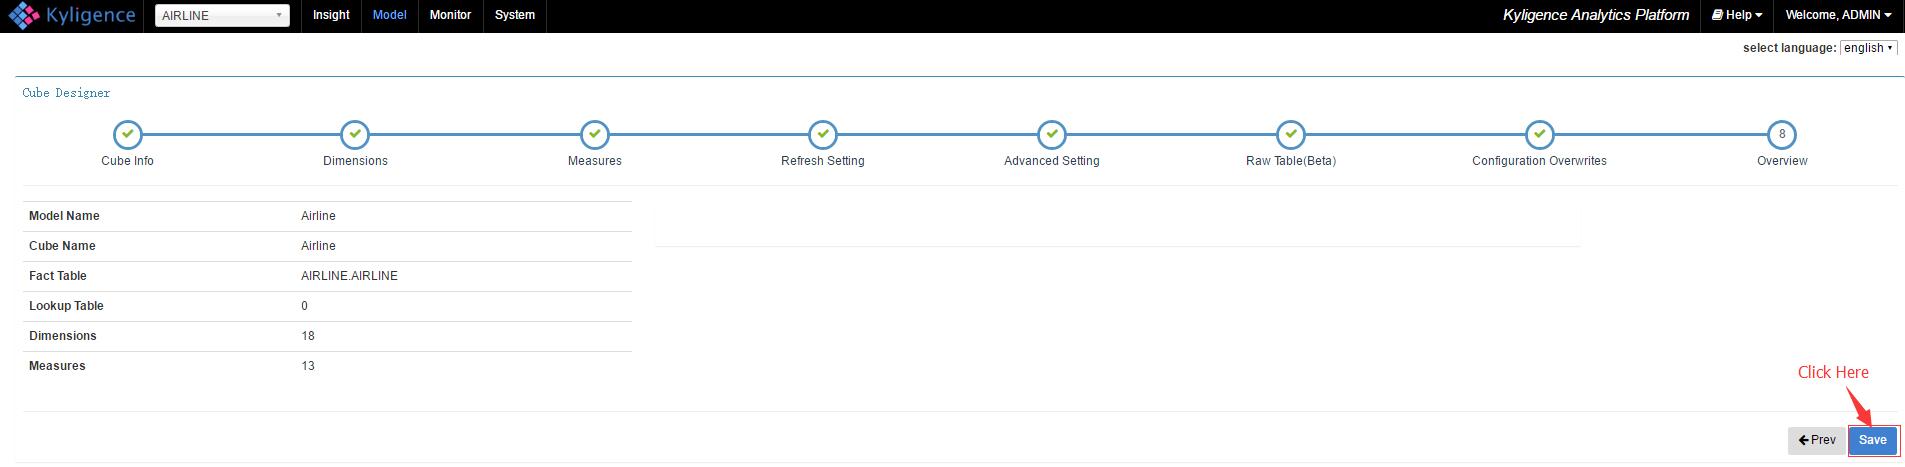 Kyligence AIRLINE Insight Model Monitor System Kyligence Analytics Platform Help Welcome, ADMIN
select language: english
Cube Designer
8
Cube Info Dimensions Measures Refresh Setting Advanced Setting Raw Table(Beta) Configuration Overwrites Overview
Model Name Airline
Cube Name Airline
Fact Table AIRLINE.AIRLINE
Lookup Table 0
Dimensions 18
Measures 13
Click Here
Prev Save